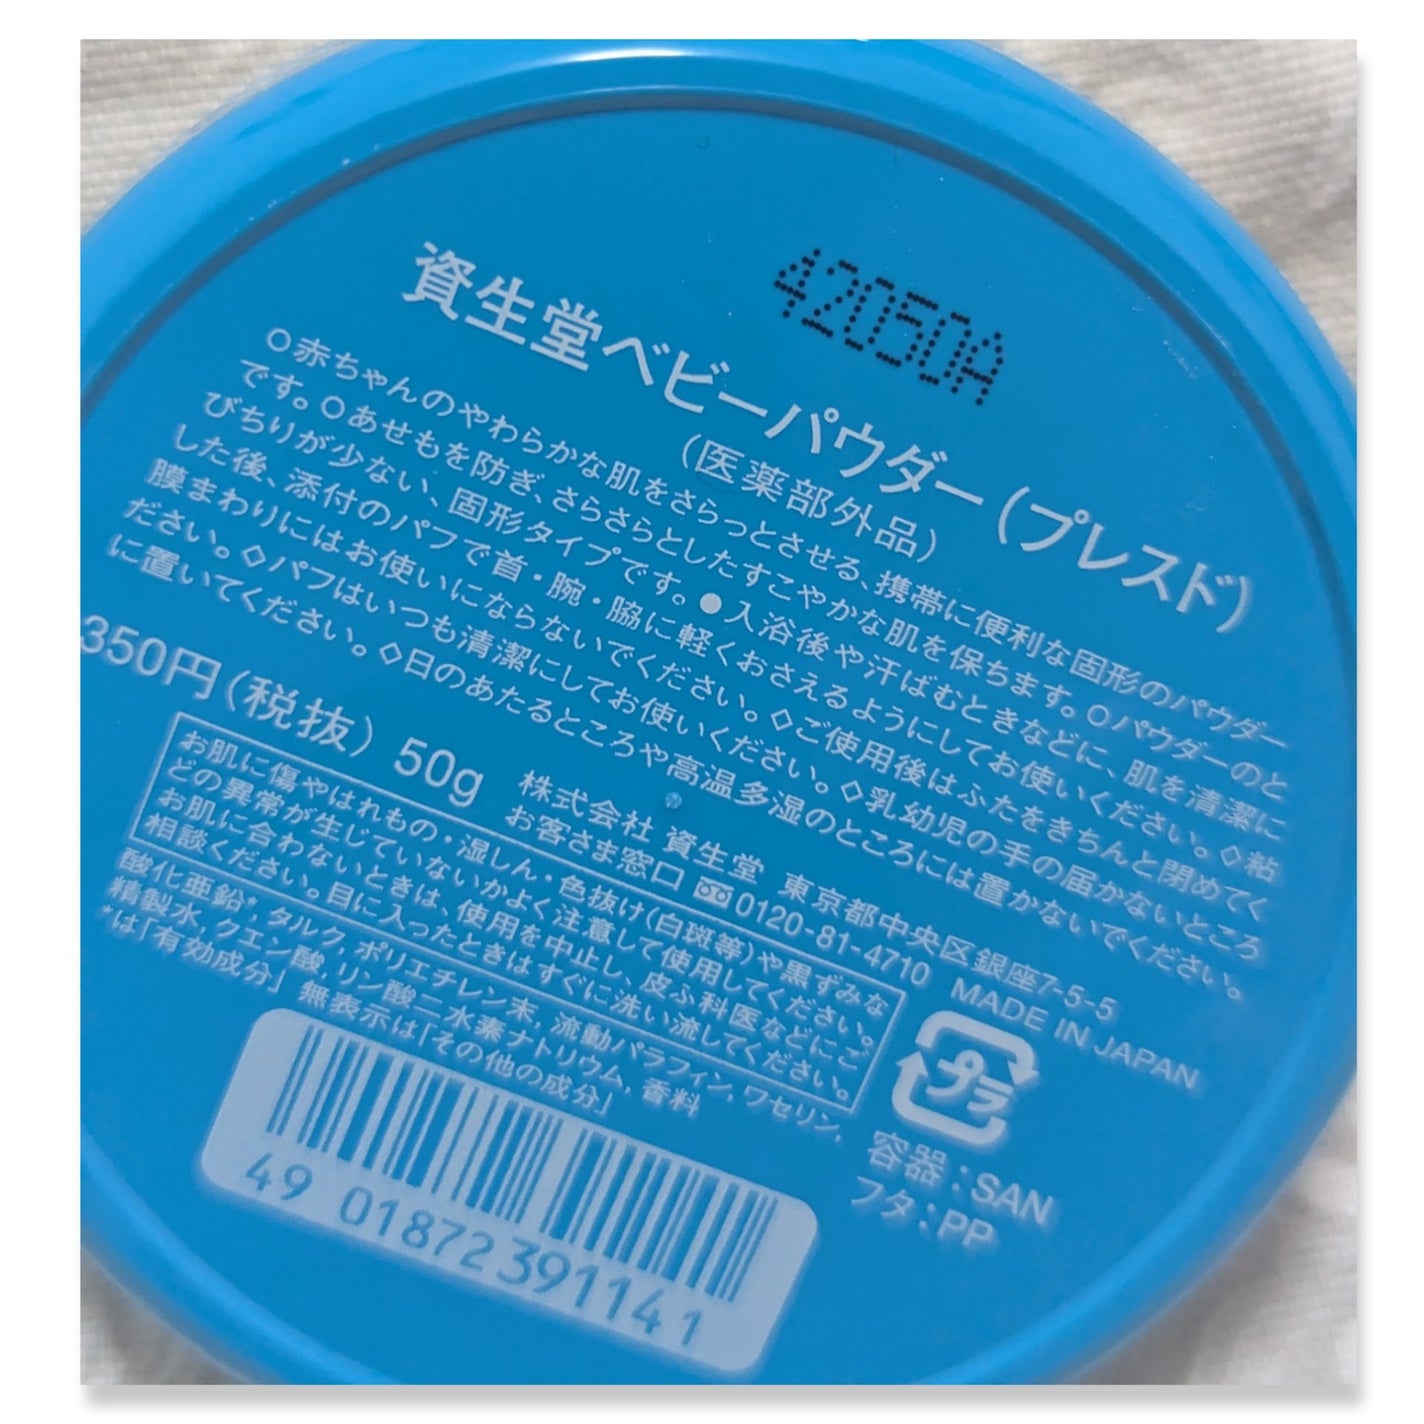 42050A
資生堂ベビーパウダー（プレスド）
（医薬部外品）
○赤ちゃんのやわらかな肌をさらっとさせる、携帯に便利な固形のパウダー
です。○あせもを防ぎ、さらさらとしたすこやかな肌を保ちます。○パウダーのと
びちりが少ない、固形タイプです。●入浴後や汗ばむときなどに、肌を清潔に
した後、添付のパフで首・腕・脇に軽くおさえるようにしてお使いください。◇粘
膜まわりにはお使いにならないでください。◇ご使用後はふたをきちんと閉めてく
ださい。◇パフはいつも清潔にしてお使いください。◇乳幼児の手の届かないところ
に置いてください。◇日のあたるところや高温多湿のところには置かないでください。
350円（税抜） 50g
株式会社 資生堂 東京都中央区銀座7-5-5
お客さま窓口 0120-81-4710 MADE IN JAPAN
お肌に傷やはれもの・湿しん・色抜け（白斑等）や黒ずみな
どの異常が生じていないかよく注意して使用してください。
お肌に合わないときは、使用を中止し、皮ふ科医などにご
相談ください。目に入ったときはすぐに洗い流してください。
酸化亜鉛*, タルク, ポリエチレン末, 流動パラフィン, ワセリン,
精製水, クエン酸, リン酸二水素ナトリウム, 香料
*は「有効成分」 無表示は「その他の成分」
プラ
容器：SAN
フタ：PP
49 01872 391141